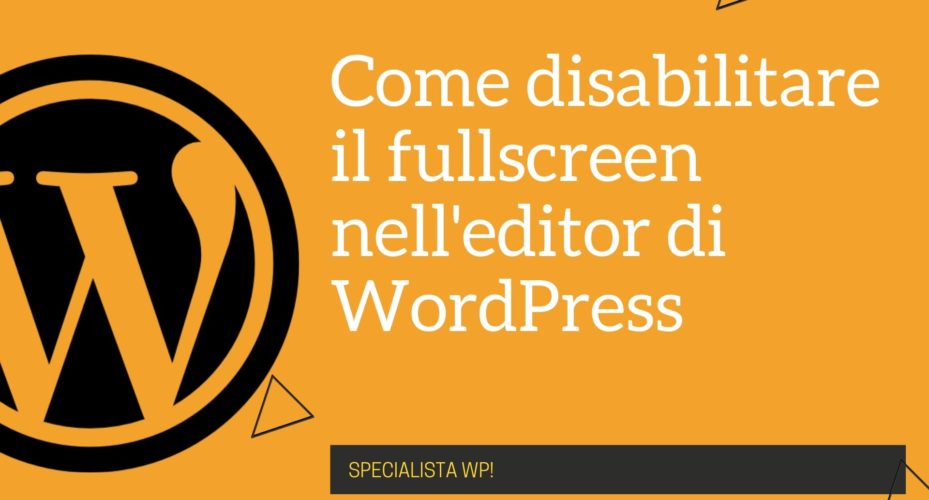 Come disabilitare
il fullscreen
nell'editor di
WordPress
SPECIALISTA WP!